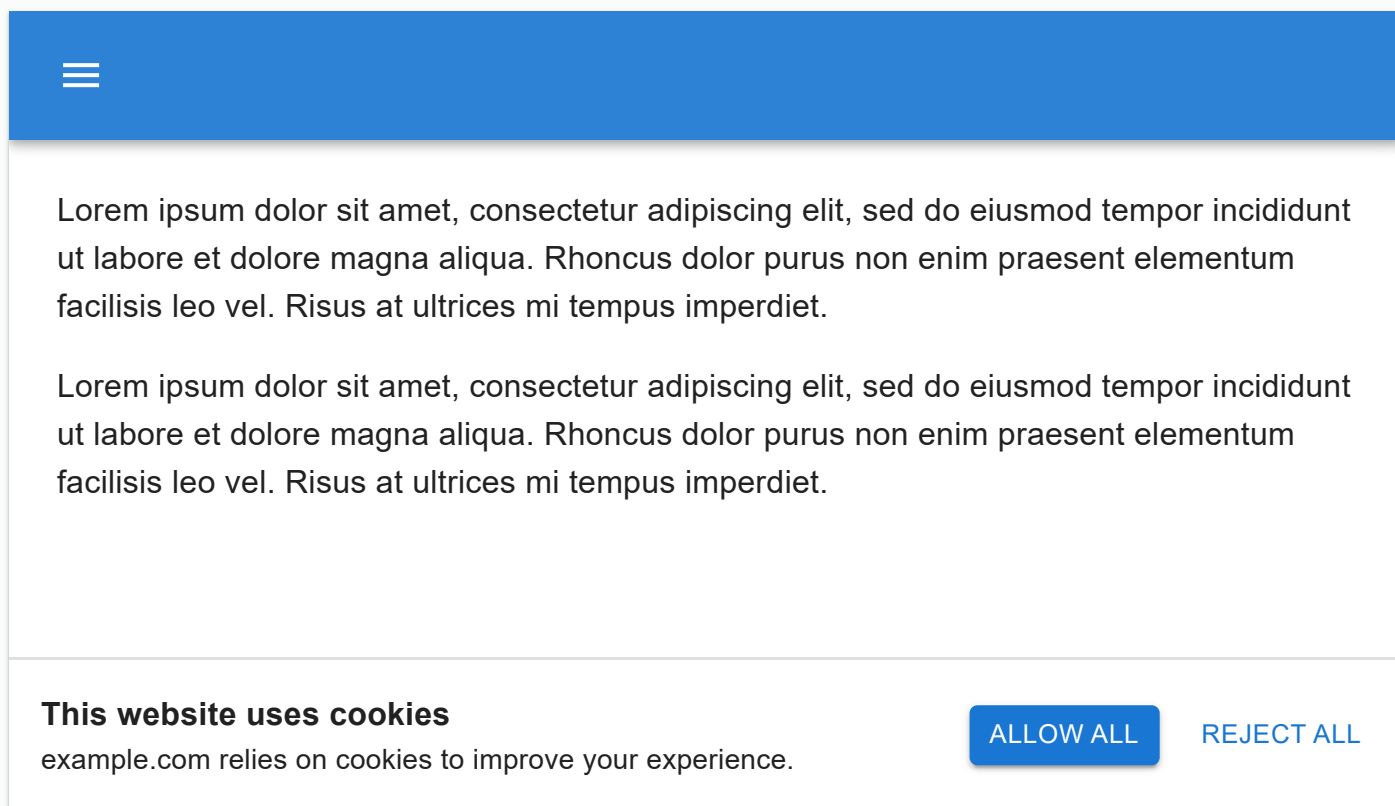 Lorem ipsum dolor sit amet, consectetur adipiscing elit, sed do eiusmod tempor incididunt
ut labore et dolore magna aliqua. Rhoncus dolor purus non enim praesent elementum
facilisis leo vel. Risus at ultrices mi tempus imperdiet.
Lorem ipsum dolor sit amet, consectetur adipiscing elit, sed do eiusmod tempor incididunt
ut labore et dolore magna aliqua. Rhoncus dolor purus non enim praesent elementum
facilisis leo vel. Risus at ultrices mi tempus imperdiet.
This website uses cookies
example.com relies on cookies to improve your experience.
ALLOW ALL
REJECT ALL